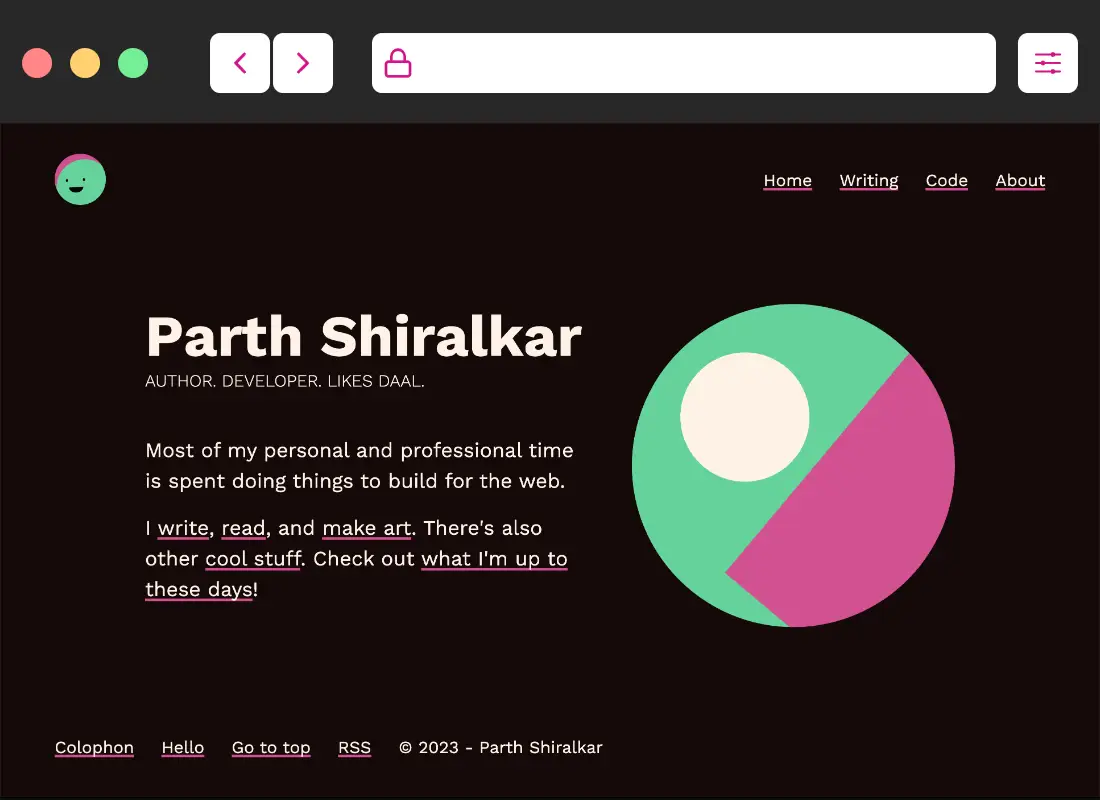 Home Writing Code About
Parth Shiralkar
AUTHOR. DEVELOPER. LIKES DAAL.
Most of my personal and professional time
is spent doing things to build for the web.
I write, read, and make art. There's also
other cool stuff. Check out what I'm up to
these days!
Colophon Hello Go to top RSS © 2023 - Parth Shiralkar